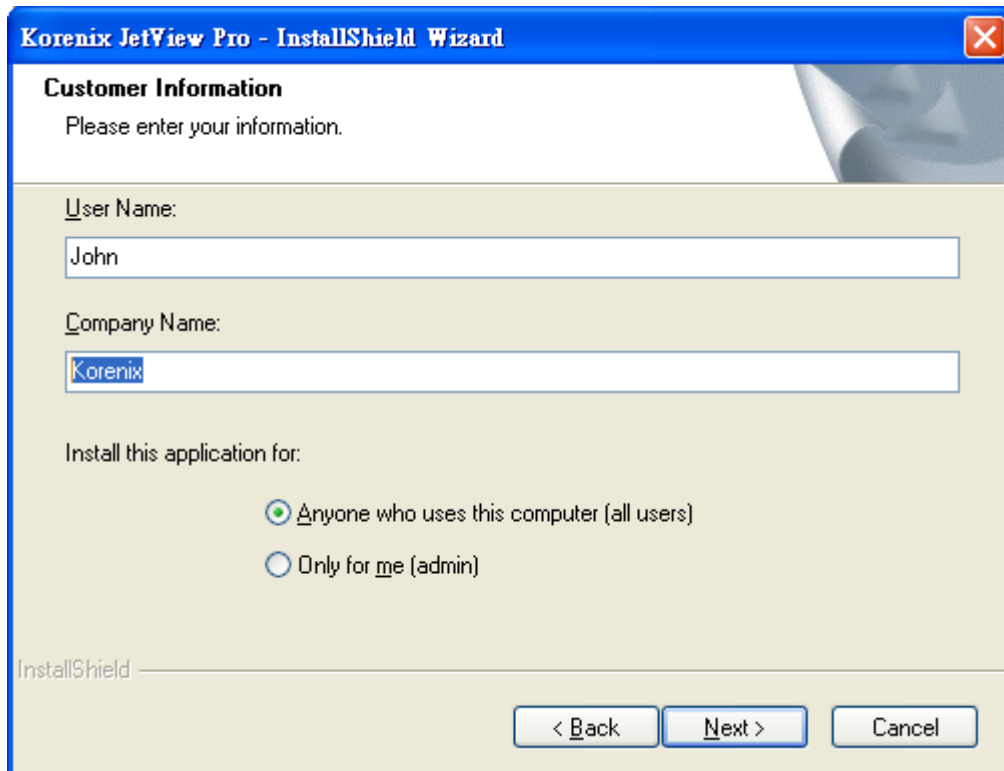 Korenix JetView Pro - InstallShield Wizard
Customer Information
Please enter your information.
User Name:
John
Company Name:
Korenix
Install this application for:
Anyone who uses this computer (all users)
Only for me (admin)
InstallShield
< Back Next > Cancel